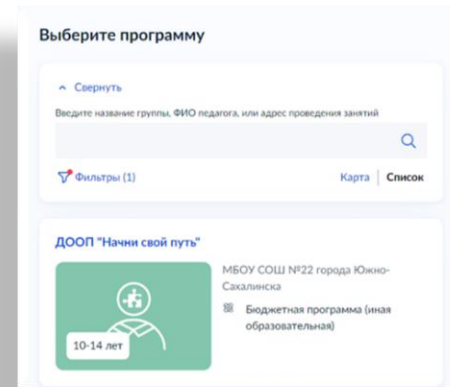 Выберите программу
Свернуть
Введите название группы, ФИО педагога, или адрес проведения занятий
Фильтры (1)
Карта
Список
ДООП "Начни свой путь"
МБОУ СОШ №22 города Южно-
Сахалинска
Бюджетная программа (иная
образовательная)
10-14 лет